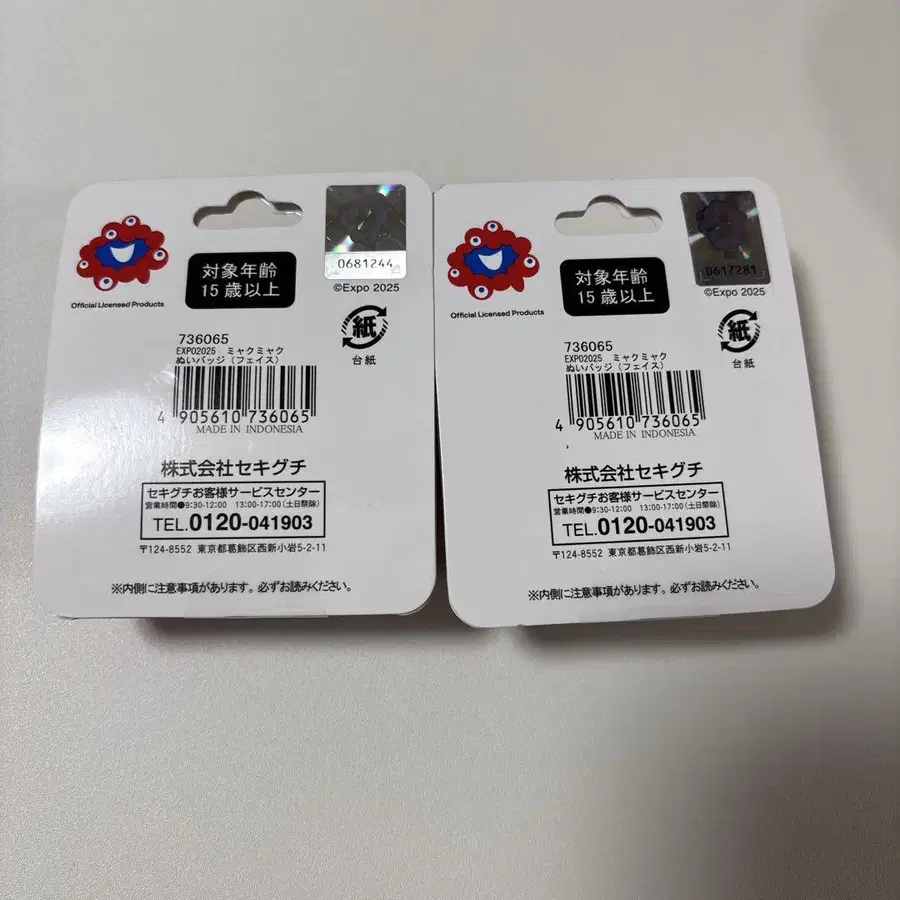 0681244
©Expo 2025
Official Licensed Products
対象年齢
15歳以上
紙
台紙
736065
EXPO2025 ミャクミャク
ぬいバッジ（フェイス）
4 905610 736065
MADE IN INDONESIA
株式会社セキグチ
セキグチお客様サービスセンター
営業時間●9:30-12:00 13:00-17:00（土日祭除）
TEL.0120-041903
〒124-8552 東京都葛飾区西新小岩5-2-11
※内側に注意事項があります。必ずお読みください。
0617281
©Expo 2025
Official Licensed Products
対象年齢
15歳以上
紙
台紙
736065
EXPO2025 ミャクミャク
ぬいバッジ（フェイス）
4 905610 736065
MADE IN INDONESIA
株式会社セキグチ
セキグチお客様サービスセンター
営業時間●9:30-12:00 13:00-17:00（土日祭除）
TEL.0120-041903
〒124-8552 東京都葛飾区西新小岩5-2-11
※内側に注意事項があります。必ずお読みください。